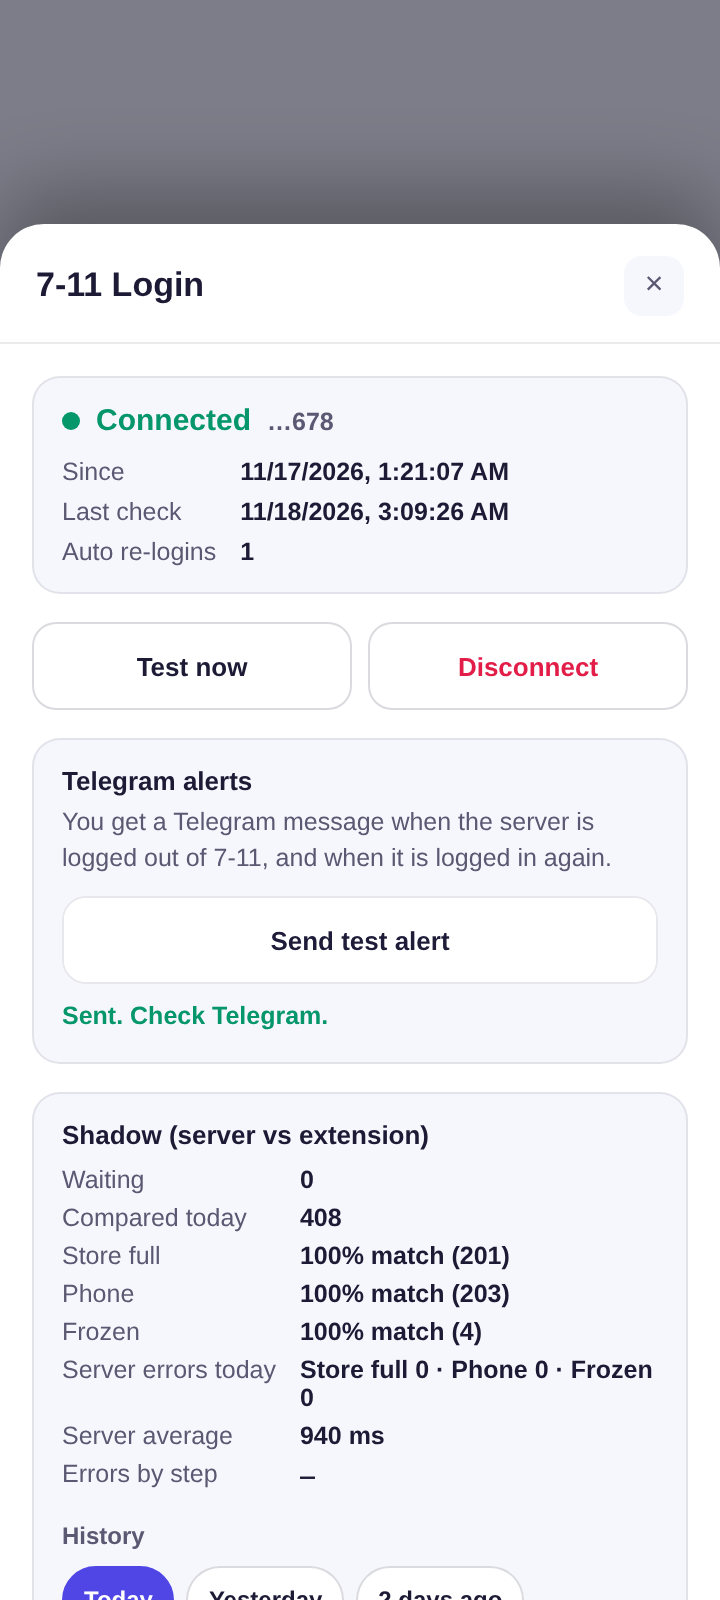 7-11 Login
×
Connected …678
Since 11/17/2026, 1:21:07 AM
Last check 11/18/2026, 3:09:26 AM
Auto re-logins 1
Test now
Disconnect
Telegram alerts
You get a Telegram message when the server is
logged out of 7-11, and when it is logged in again.
Send test alert
Sent. Check Telegram.
Shadow (server vs extension)
Waiting 0
Compared today 408
Store full 100% match (201)
Phone 100% match (203)
Frozen 100% match (4)
Server errors today Store full 0 · Phone 0 · Frozen
0
Server average 940 ms
Errors by step –
History
Today Yesterday 2 days ago